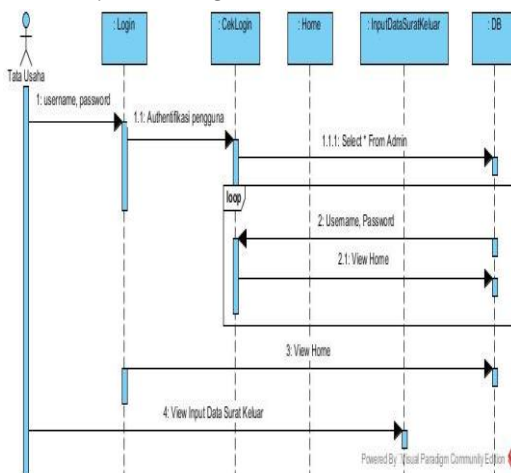 : Login
: CekLogin
: Home
: InputDataSuratKeluar
: DB
Tata Usaha
1: username, password
1.1: Authentifikasi pengguna
1.1.1: Select * From Admin
loop
2: Username, Password
2.1: View Home
3: View Home
4: View Input Data Surat Keluar
Powered By Visual Paradigm Community Edition